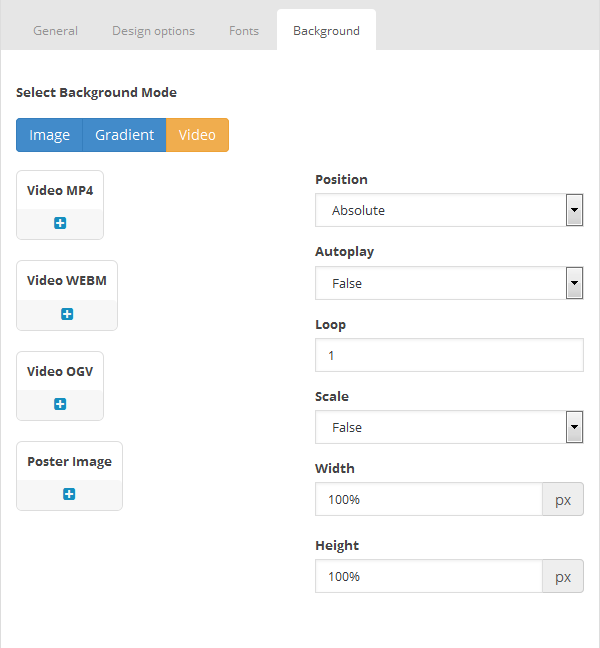 General Design options Fonts Background
Select Background Mode
Image Gradient Video
Video MP4
Video WEBM
Video OGV
Poster Image
Position
Absolute
Autoplay
False
Loop
1
Scale
False
Width
100% px
Height
100% px